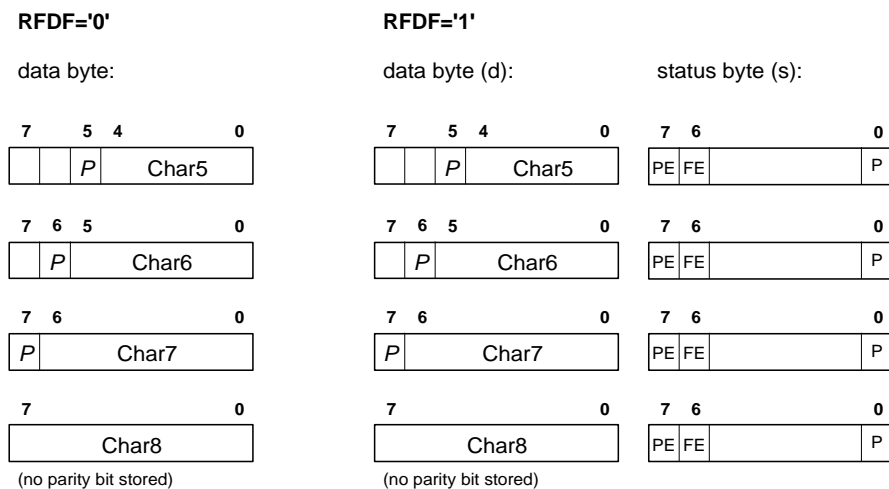 RFDF='0' RFDF='1'
data byte: data byte (d): status byte (s):
7 5 4 0 7 5 4 0 7 6 0
P Char5 P Char5 PE FE P
7 6 5 0 7 6 5 0 7 6 0
P Char6 P Char6 PE FE P
7 6 0 7 6 0 7 6 0
P Char7 P Char7 PE FE P
7 0 7 0 7 6 0
Char8 Char8 PE FE P
(no parity bit stored) (no parity bit stored)